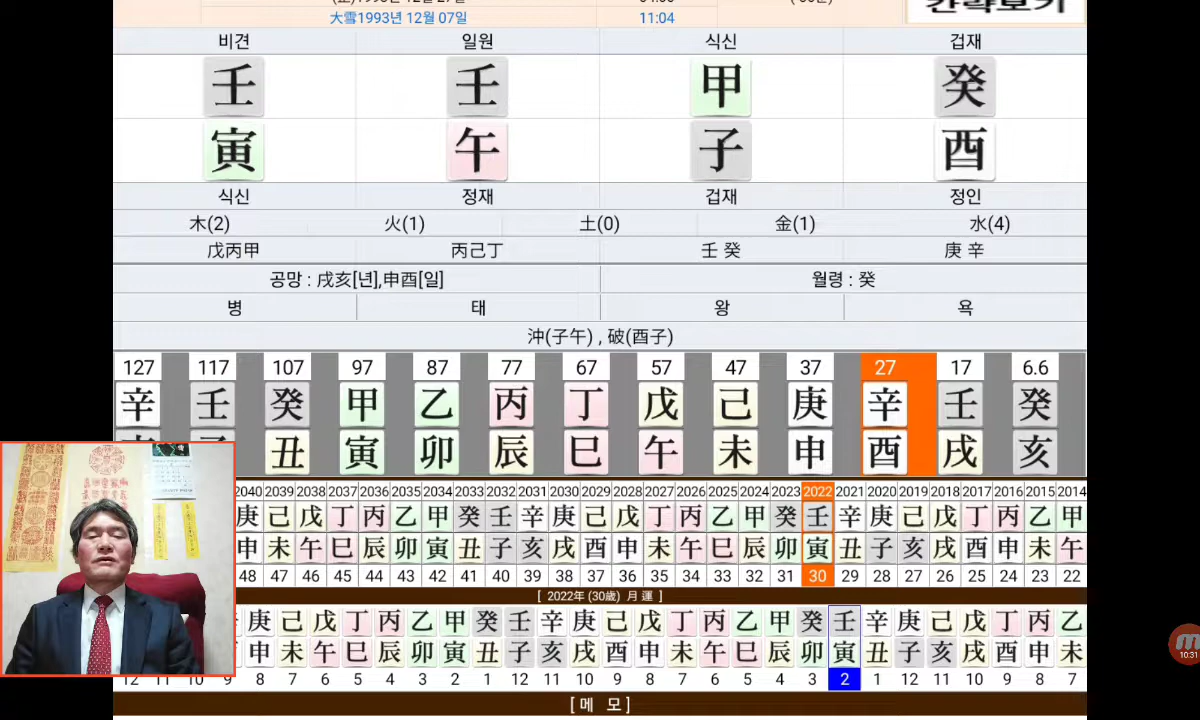 大雪1993년 12월 07일 11:04
간략보기
비견 일원 식신 겁재
壬 壬 甲 癸
寅 午 子 酉
식신 정재 겁재 정인
木(2) 火(1) 土(0) 金(1) 水(4)
戊丙甲 丙己丁 壬 癸 庚 辛
공망 : 戌亥[년],申酉[일] 월령 : 癸
병 태 왕 욕
沖(子午) , 破(酉子)
127 117 107 97 87 77 67 57 47 37 27 17 6.6
辛 壬 癸 甲 乙 丙 丁 戊 己 庚 辛 壬 癸
丑 寅 卯 辰 巳 午 未 申 酉 戌 亥
2040 2039 2038 2037 2036 2035 2034 2033 2032 2031 2030 2029 2028 2027 2026 2025 2024 2023 2022 2021 2020 2019 2018 2017 2016 2015 2014
庚 己 戊 丁 丙 乙 甲 癸 壬 辛 庚 己 戊 丁 丙 乙 甲 癸 壬 辛 庚 己 戊 丁 丙 乙 甲
申 未 午 巳 辰 卯 寅 丑 子 亥 戌 酉 申 未 午 巳 辰 卯 寅 丑 子 亥 戌 酉 申 未 午
48 47 46 45 44 43 42 41 40 39 38 37 36 35 34 33 32 31 30 29 28 27 26 25 24 23 22
[ 2022年 (30歲) 月 運 ]
庚 己 戊 丁 丙 乙 甲 癸 壬 辛 庚 己 戊 丁 丙 乙 甲 癸 壬 辛 庚 己 戊 丁 丙 乙
申 未 午 巳 辰 卯 寅 丑 子 亥 戌 酉 申 未 午 巳 辰 卯 寅 丑 子 亥 戌 酉 申 未
12 11 10 9 8 7 6 5 4 3 2 1 12 11 10 9 8 7 6 5 4 3 2 1 12 11 10 9 8 7
[ 메 모 ]
10:31